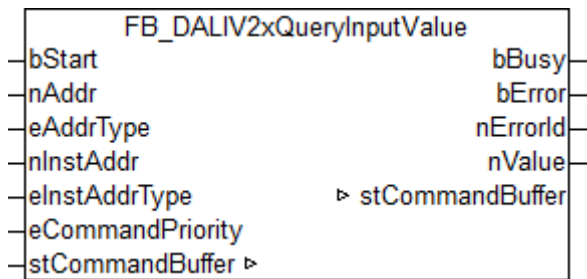 FB_DALIV2xQueryInputValue
bStart bBusy
nAddr bError
eAddrType nErrorId
nInstAddr nValue
eInstAddrType ▹ stCommandBuffer
eCommandPriority
stCommandBuffer ▹